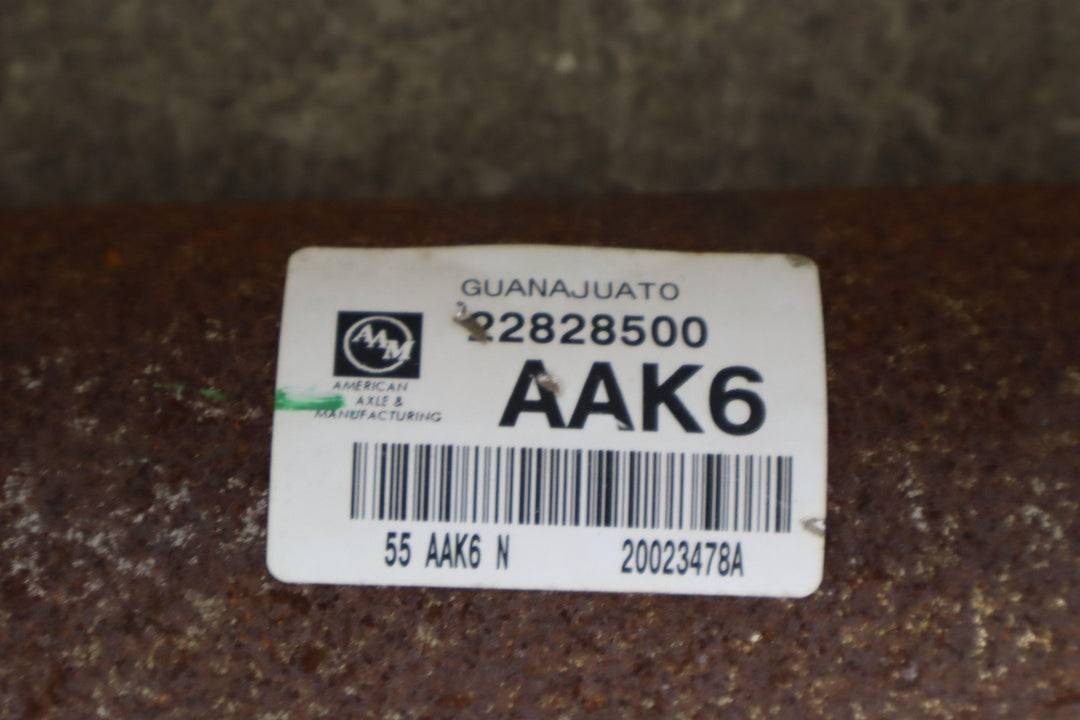 GUANAJUATO
22828500
AAM
AAK6
AMERICAN
AXLE &
MANUFACTURING
55 AAK6 N 20023478A